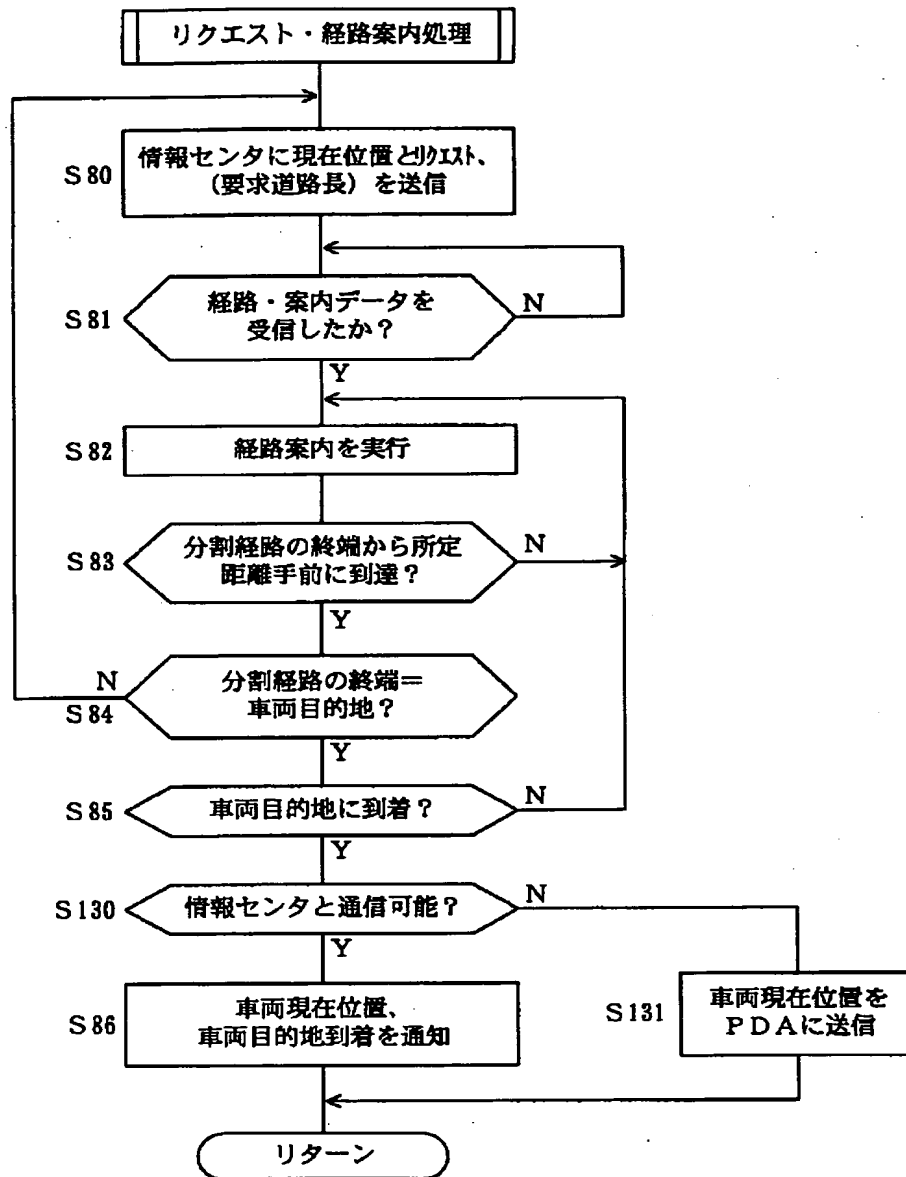 リクエスト・経路案内処理
S80
情報センタに現在位置とリクエスト、
（要求道路長）を送信
S81
経路・案内データを
受信したか？
N
Y
S82
経路案内を実行
S83
分割経路の終端から所定
距離手前に到達？
N
Y
N
S84
分割経路の終端＝
車両目的地？
Y
S85
車両目的地に到着？
N
Y
S130
情報センタと通信可能？
N
Y
S86
車両現在位置、
車両目的地到着を通知
S131
車両現在位置を
PDAに送信
リターン